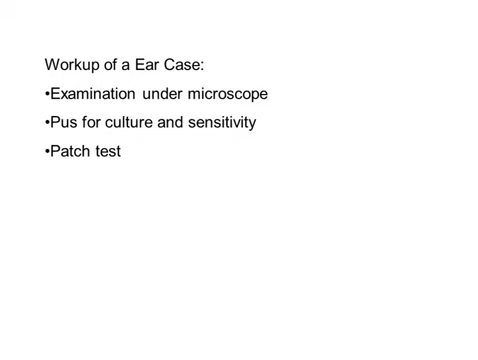 Workup of a Ear Case:
•Examination under microscope
•Pus for culture and sensitivity
•Patch test